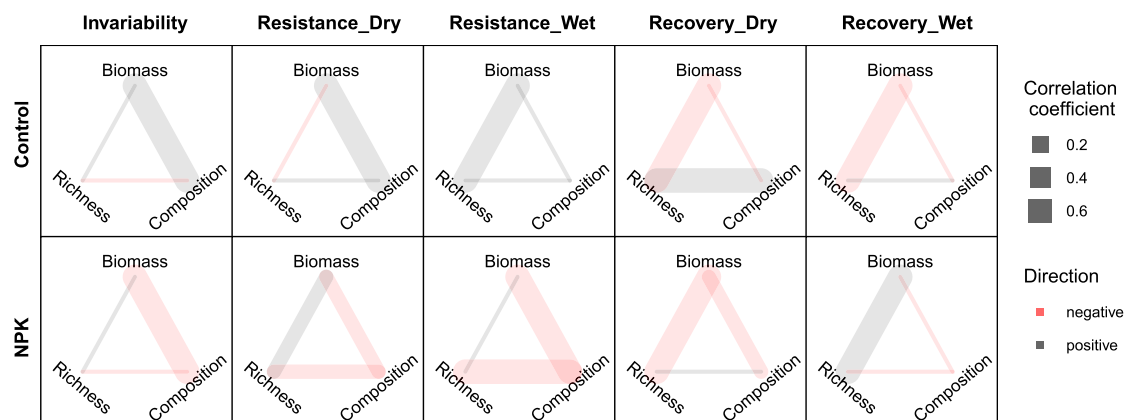 Invariability Resistance_Dry Resistance_Wet Recovery_Dry Recovery_Wet
Control
Biomass Biomass Biomass Biomass Biomass
Richness Composition Richness Composition Richness Composition Richness Composition Richness Composition
NPK
Biomass Biomass Biomass Biomass Biomass
Richness Composition Richness Composition Richness Composition Richness Composition Richness Composition
Correlation
coefficient
0.2
0.4
0.6
Direction
negative
positive